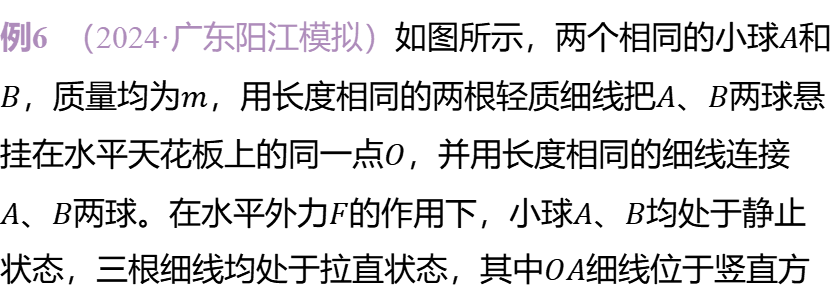 例6 （2024·广东阳江模拟）如图所示，两个相同的小球A和
B，质量均为m，用长度相同的两根轻质细线把A、B两球悬
挂在水平天花板上的同一点O，并用长度相同的细线连接
A、B两球。在水平外力F的作用下，小球A、B均处于静止
状态，三根细线均处于拉直状态，其中OA细线位于竖直方